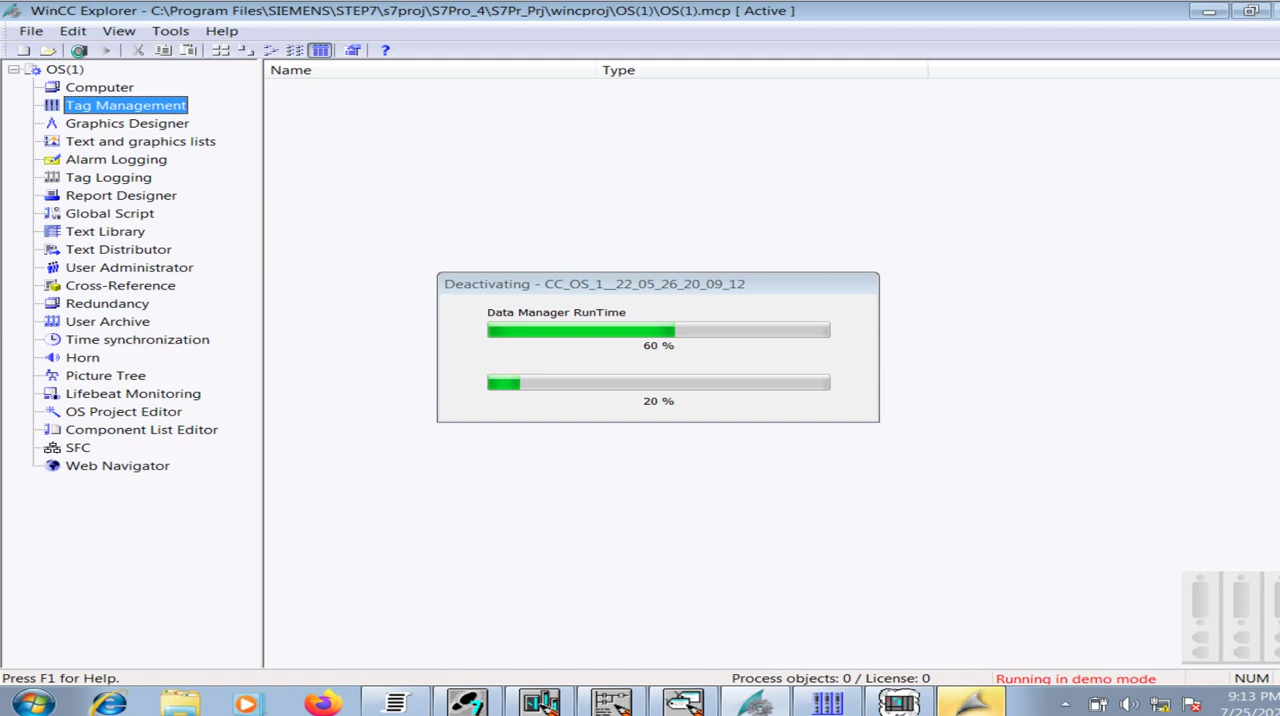 WinCC Explorer - C:\Program Files\SIEMENS\STEP7\s7proj\S7Pro_4\S7Pr_Prj\wincproj\OS(1)\OS(1).mcp [ Active ]
File Edit View Tools Help
OS(1)
Computer
Tag Management
Graphics Designer
Text and graphics lists
Alarm Logging
Tag Logging
Report Designer
Global Script
Text Library
Text Distributor
User Administrator
Cross-Reference
Redundancy
User Archive
Time synchronization
Horn
Picture Tree
Lifebeat Monitoring
OS Project Editor
Component List Editor
SFC
Web Navigator
Name Type
Deactivating - CC_OS_1__22_05_26_20_09_12
Data Manager RunTime
60 %
20 %
Press F1 for Help. Process objects: 0 / License: 0 Running in demo mode NUM
9:13 PM